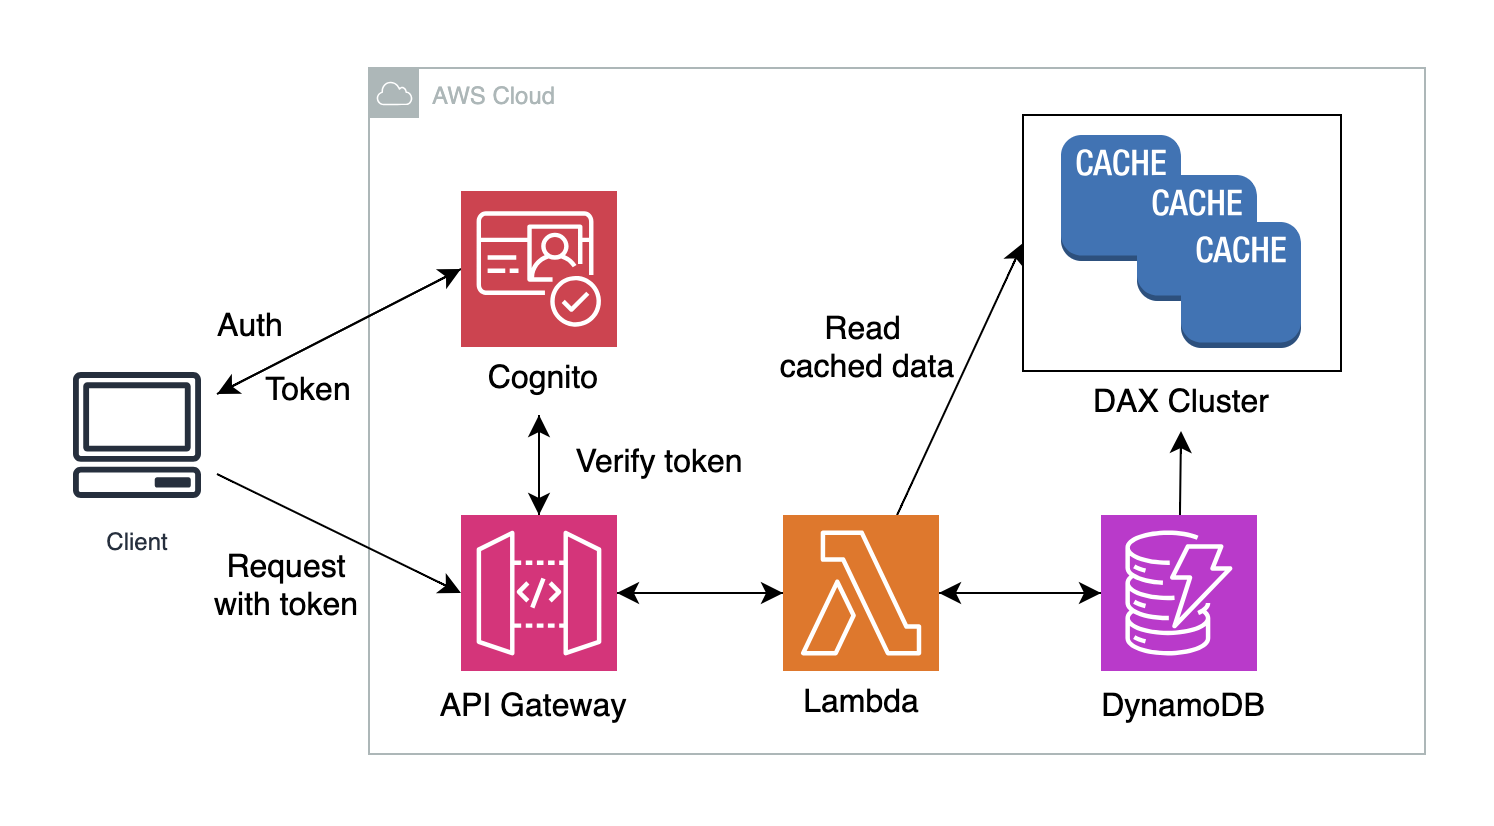 AWS Cloud
CACHE
CACHE
CACHE
Auth
Token
Cognito
Read
cached data
DAX Cluster
Verify token
Client
Request
with token
</>
API Gateway
Lambda
DynamoDB